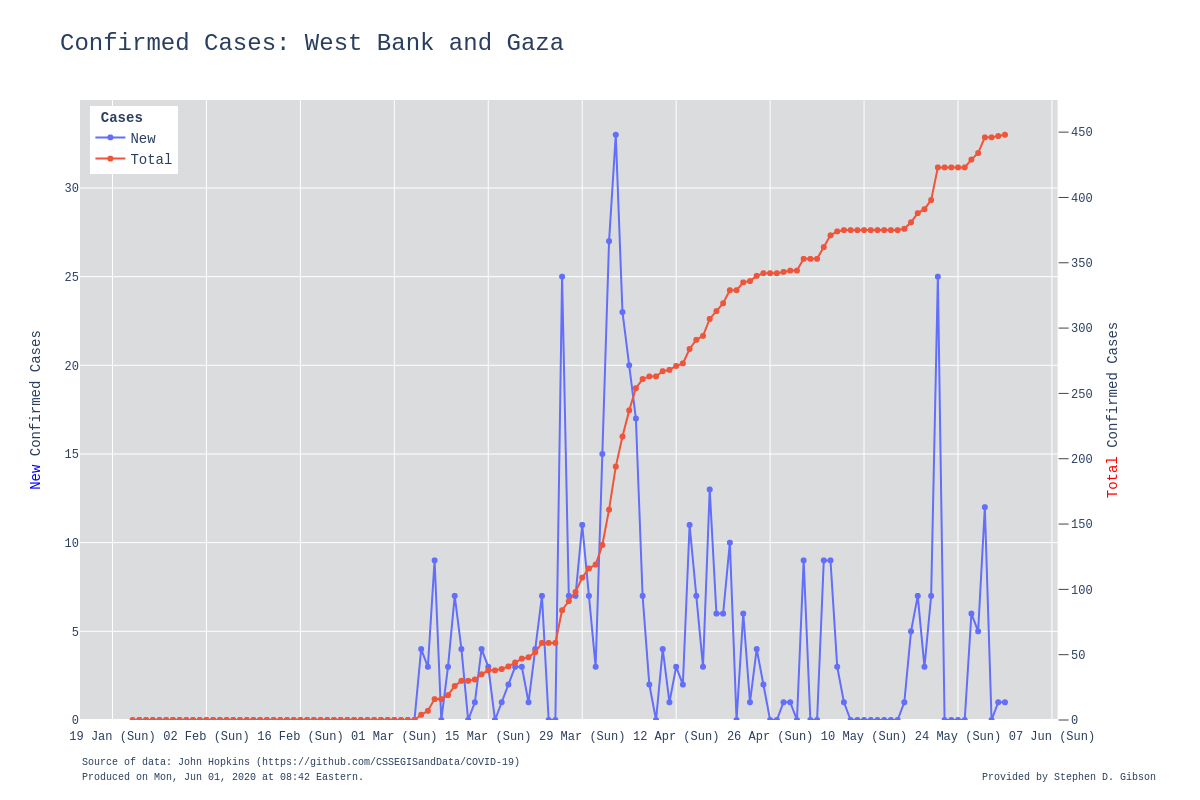 Confirmed Cases: West Bank and Gaza
Cases
New
Total
30
25
20
15
10
5
0
New Confirmed Cases
450
400
350
300
250
200
150
100
50
0
Total Confirmed Cases
19 Jan (Sun) 02 Feb (Sun) 16 Feb (Sun) 01 Mar (Sun) 15 Mar (Sun) 29 Mar (Sun) 12 Apr (Sun) 26 Apr (Sun) 10 May (Sun) 24 May (Sun) 07 Jun (Sun)
Source of data: John Hopkins (https://github.com/CSSEGISandData/COVID-19)
Produced on Mon, Jun 01, 2020 at 08:42 Eastern.
Provided by Stephen D. Gibson